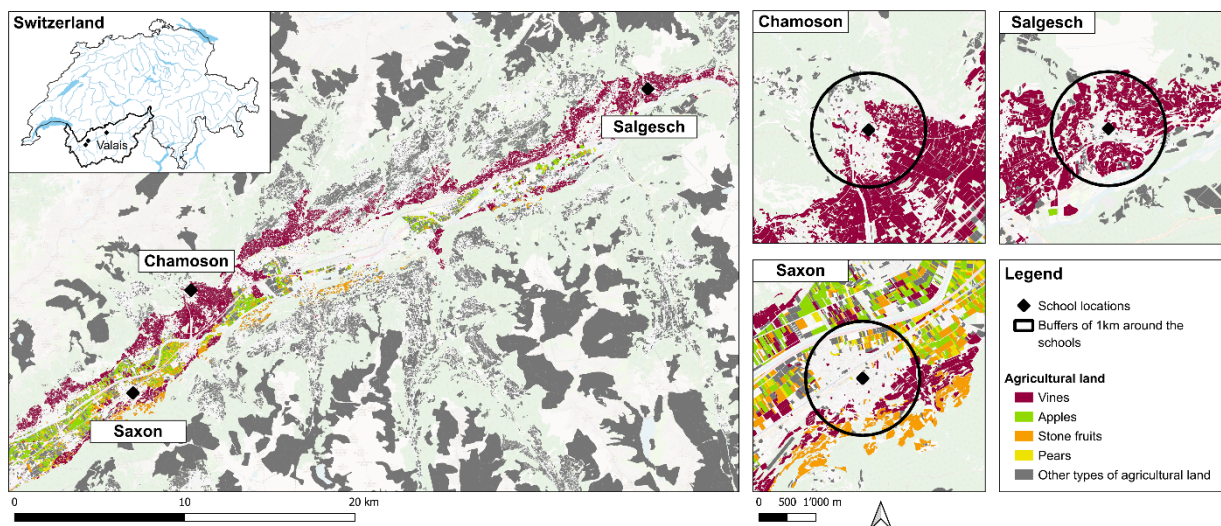 Switzerland
Valais
Salgesch
Chamoson
Saxon
0 10 20 km
Chamoson
Salgesch
Saxon
0 500 1'000 m
Legend
School locations
Buffers of 1km around the
schools
Agricultural land
Vines
Apples
Stone fruits
Pears
Other types of agricultural land